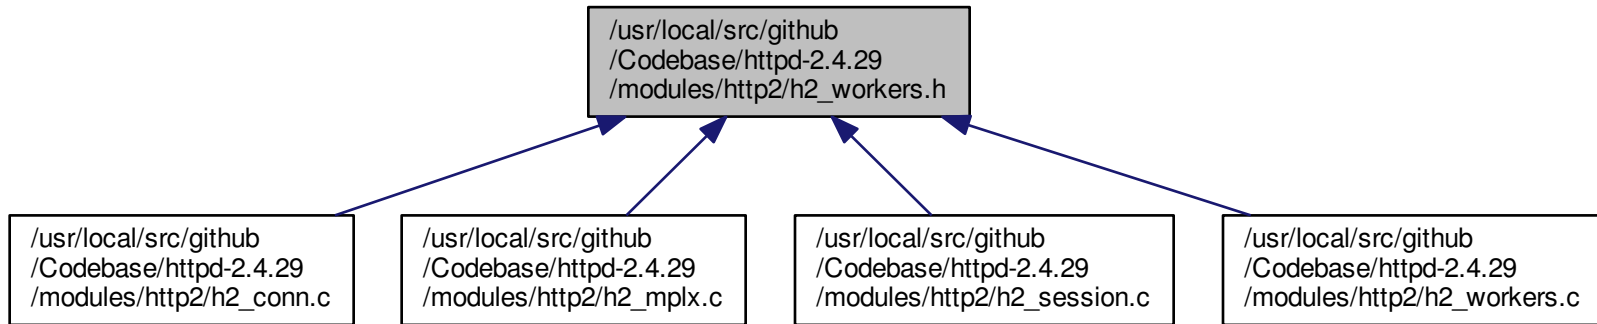 /usr/local/src/github
/Codebase/httpd-2.4.29
/modules/http2/h2_workers.h
/usr/local/src/github
/Codebase/httpd-2.4.29
/modules/http2/h2_conn.c
/usr/local/src/github
/Codebase/httpd-2.4.29
/modules/http2/h2_mplx.c
/usr/local/src/github
/Codebase/httpd-2.4.29
/modules/http2/h2_session.c
/usr/local/src/github
/Codebase/httpd-2.4.29
/modules/http2/h2_workers.c